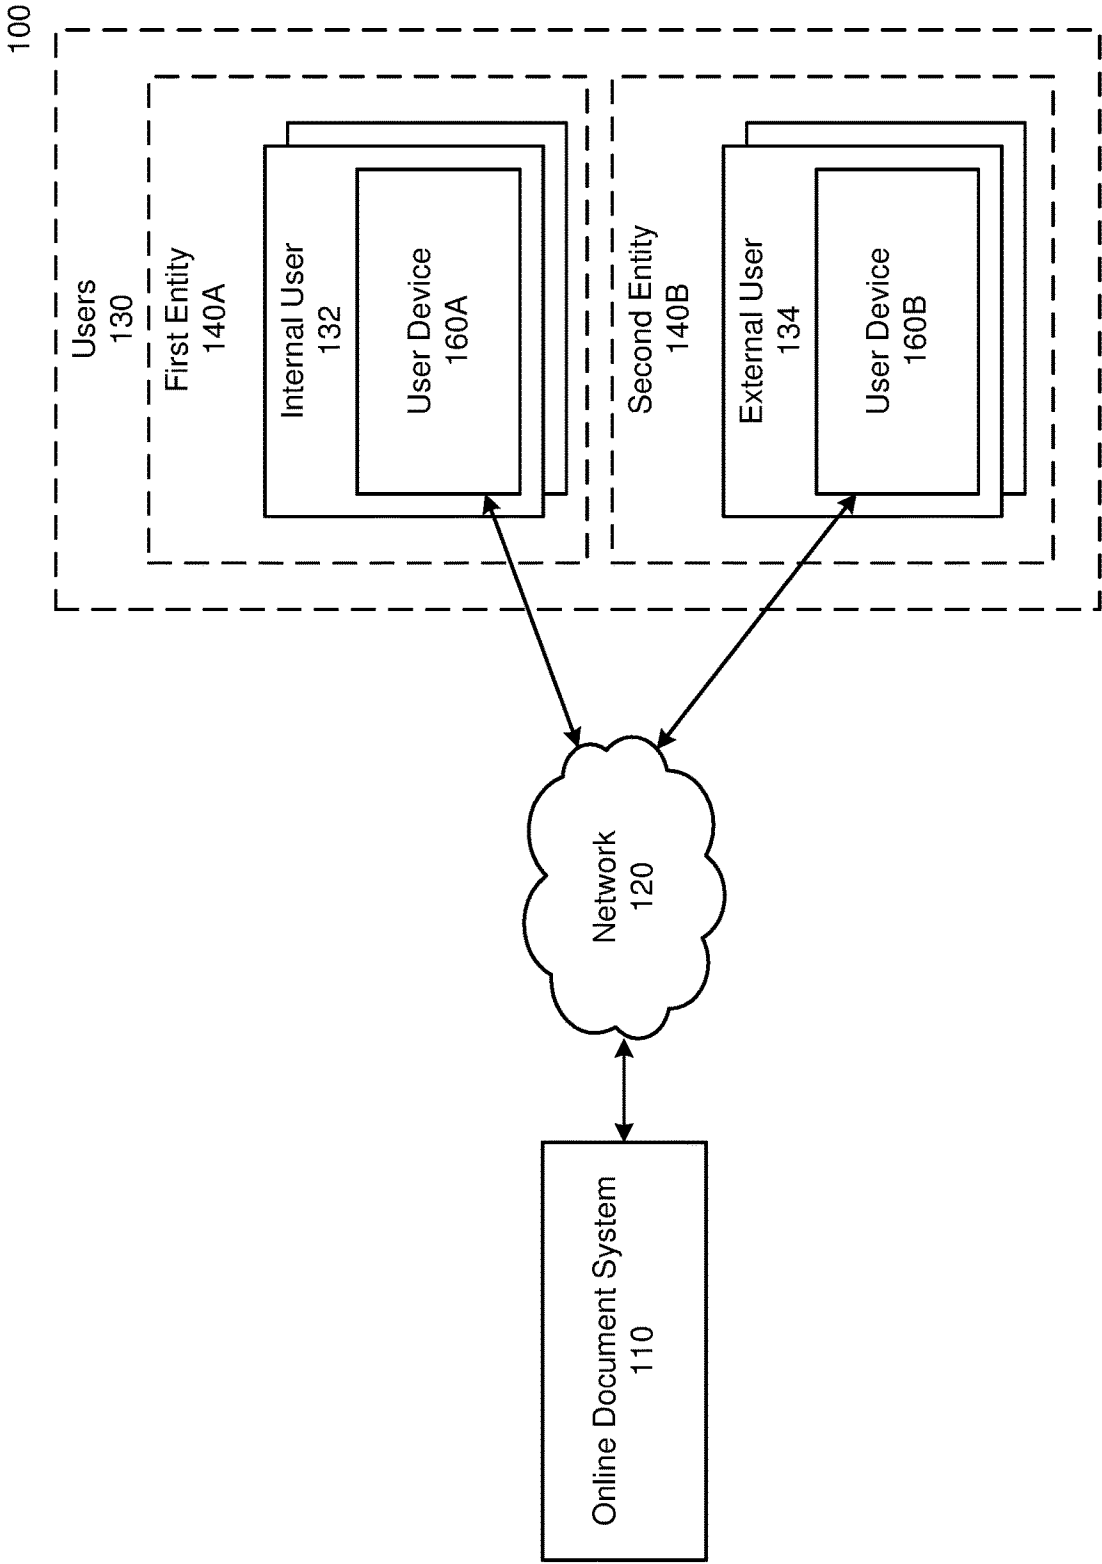 100
Users
130
First Entity
140A
Internal User
132
User Device
160A
Second Entity
140B
External User
134
User Device
160B
Network
120
Online Document System
110